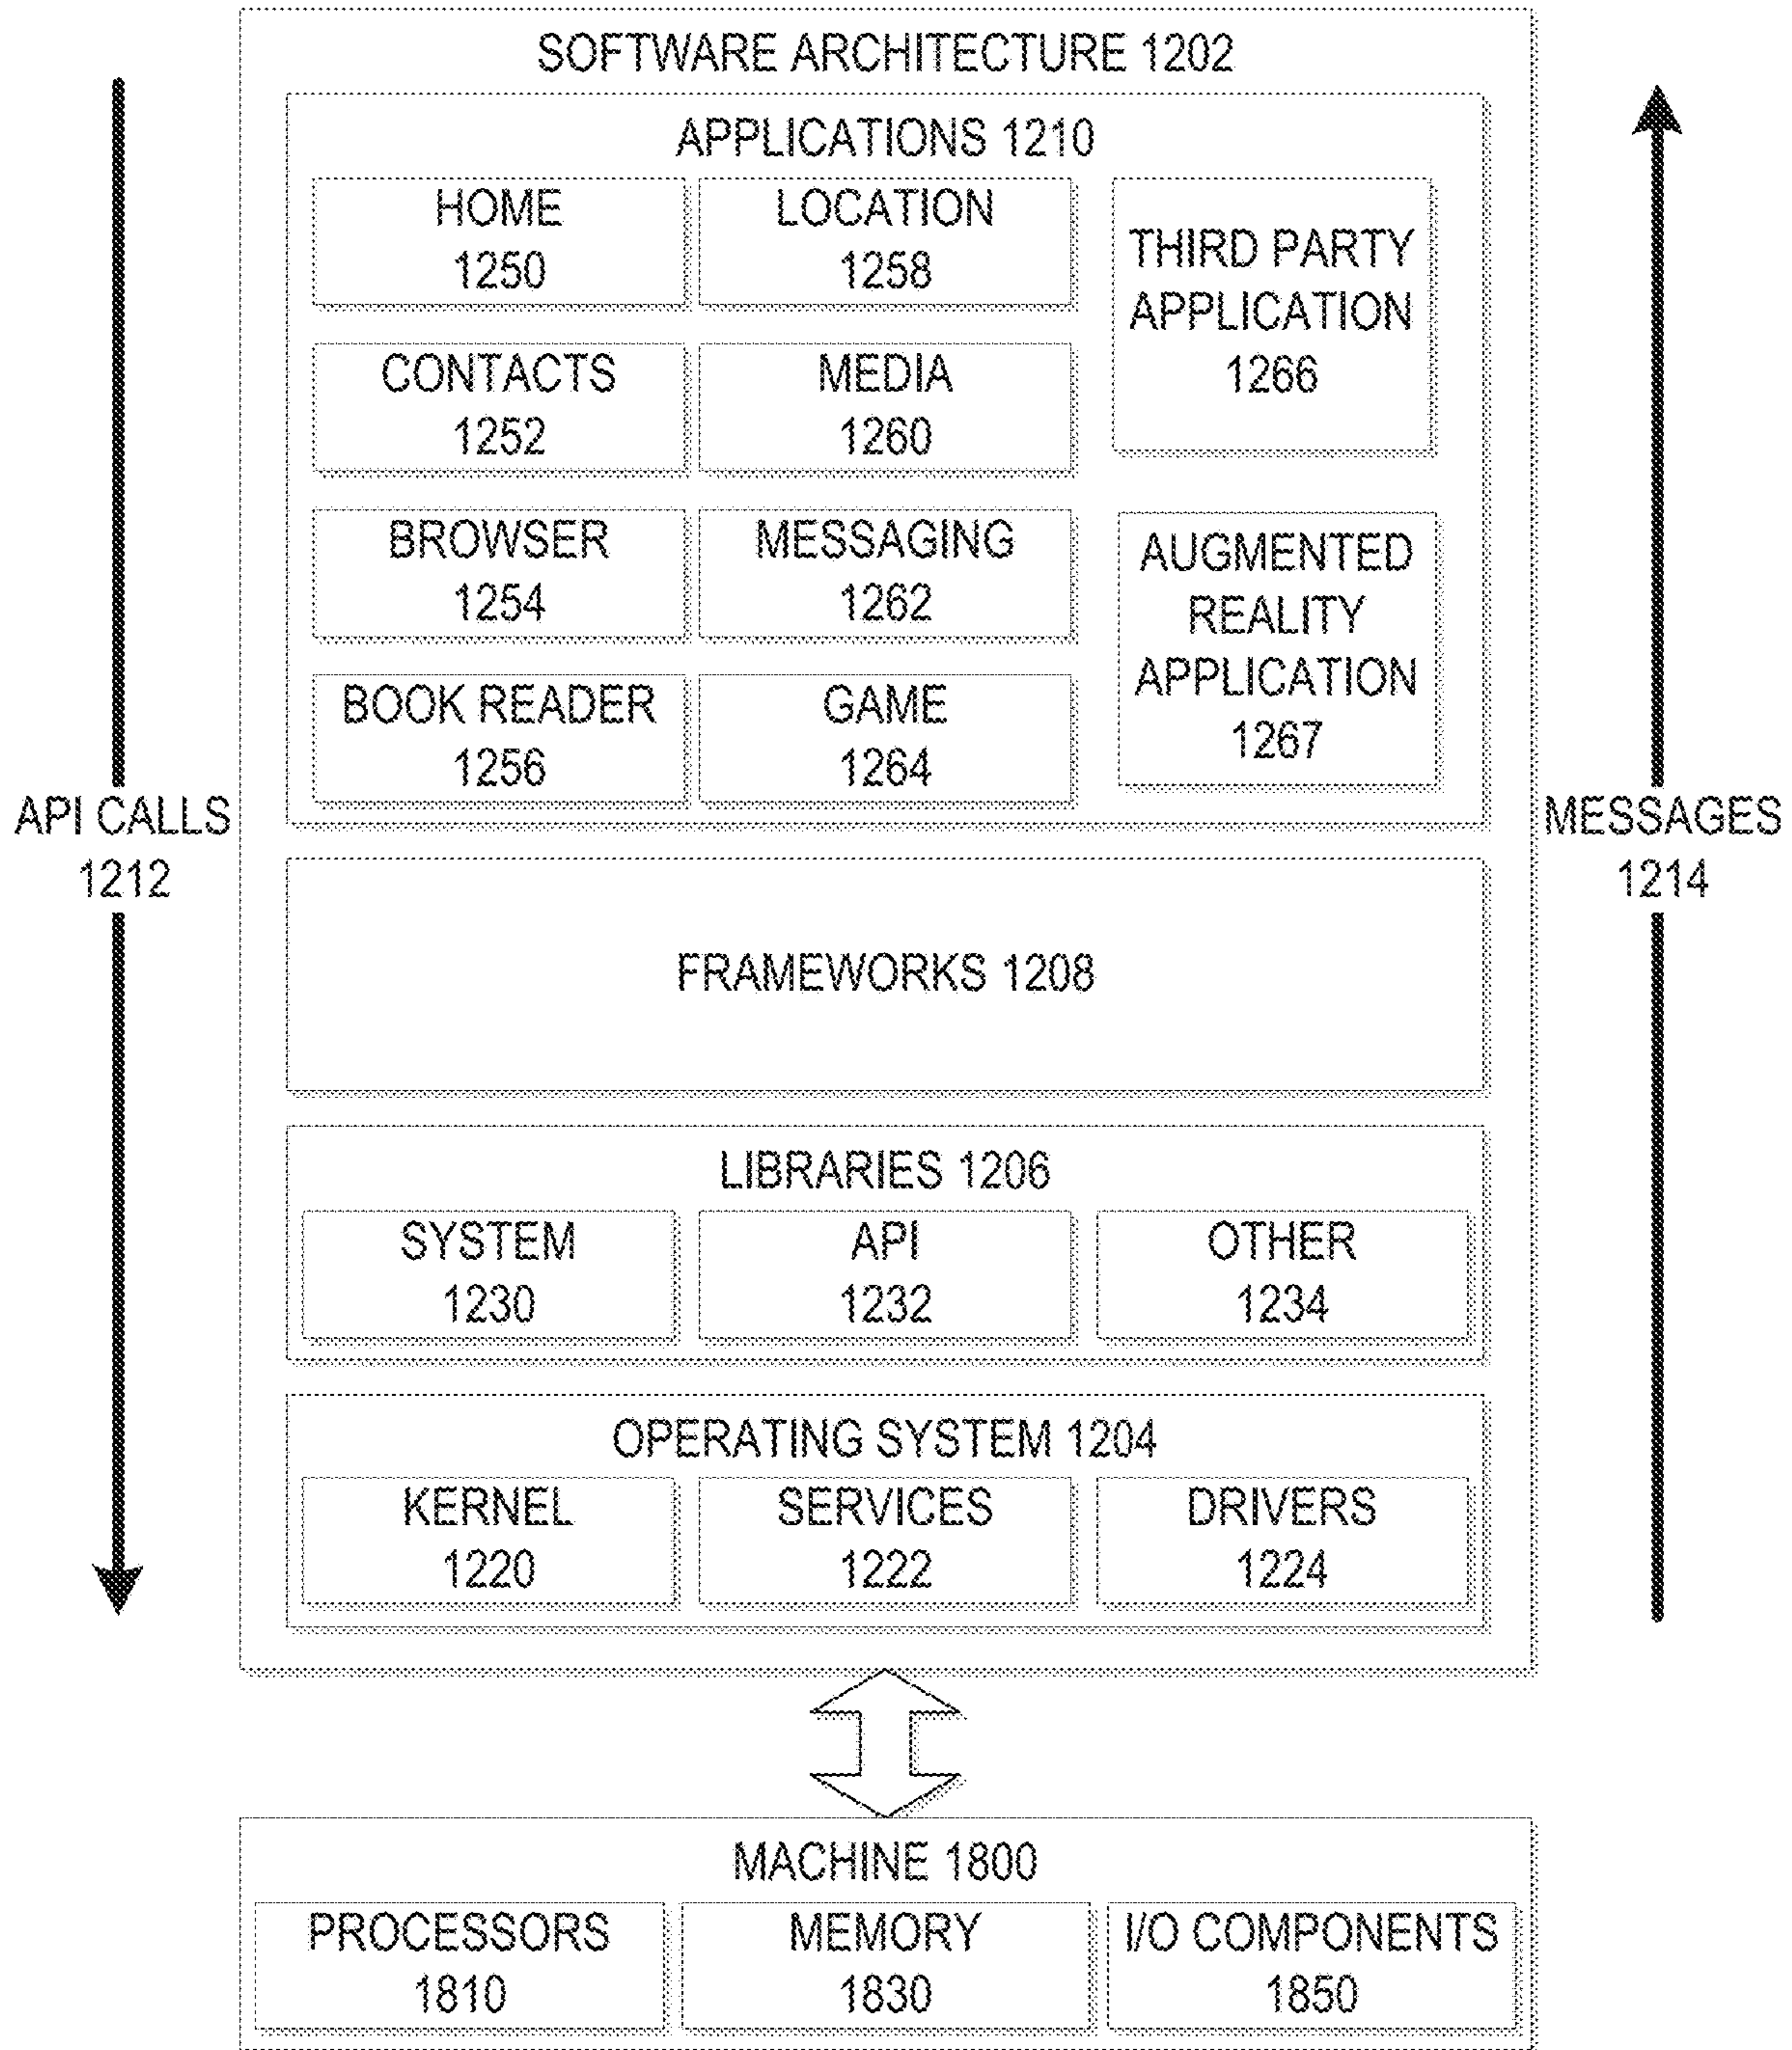 SOFTWARE ARCHITECTURE 1202
APPLICATIONS 1210
HOME
1250
LOCATION
1258
THIRD PARTY
APPLICATION
1266
CONTACTS
1252
MEDIA
1260
BROWSER
1254
MESSAGING
1262
AUGMENTED
REALITY
APPLICATION
1267
BOOK READER
1256
GAME
1264
API CALLS
1212
MESSAGES
1214
FRAMEWORKS 1208
LIBRARIES 1206
SYSTEM
1230
API
1232
OTHER
1234
OPERATING SYSTEM 1204
KERNEL
1220
SERVICES
1222
DRIVERS
1224
MACHINE 1800
PROCESSORS
1810
MEMORY
1830
I/O COMPONENTS
1850